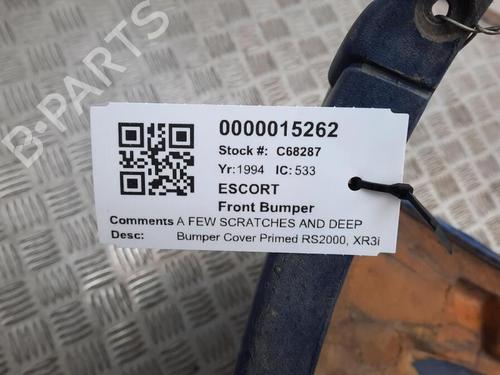 B-PARTS
0000015262
Stock #: C68287
Yr:1994 IC:533
ESCORT
Front Bumper
Comments A FEW SCRATCHES AND DEEP
Desc: Bumper Cover Primed RS2000, XR3i